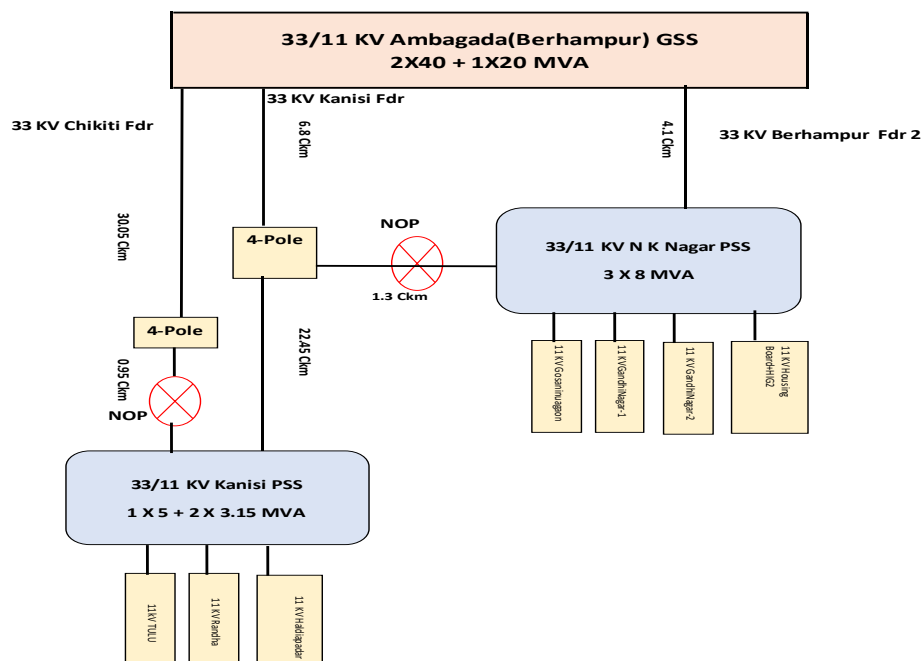 33/11 KV Ambagada(Berhampur) GSS
2X40 + 1X20 MVA
33 KV Kanisi Fdr
33 KV Chikiti Fdr
6.8 Ckm
4.1 Ckm
33 KV Berhampur Fdr 2
30.05 Ckm
4-Pole
NOP
1.3 Ckm
33/11 KV N K Nagar PSS
3 X 8 MVA
4-Pole
22.45 Ckm
0.95 Ckm
NOP
11 KV Gosaninuagaon
11 KV GandhiNagar-1
11 KV GandhiNagar-2
11 KV Housing
Board+HIG2
33/11 KV Kanisi PSS
1 X 5 + 2 X 3.15 MVA
11kV TULU
11 KV Randha
11 KV Haldiapadar